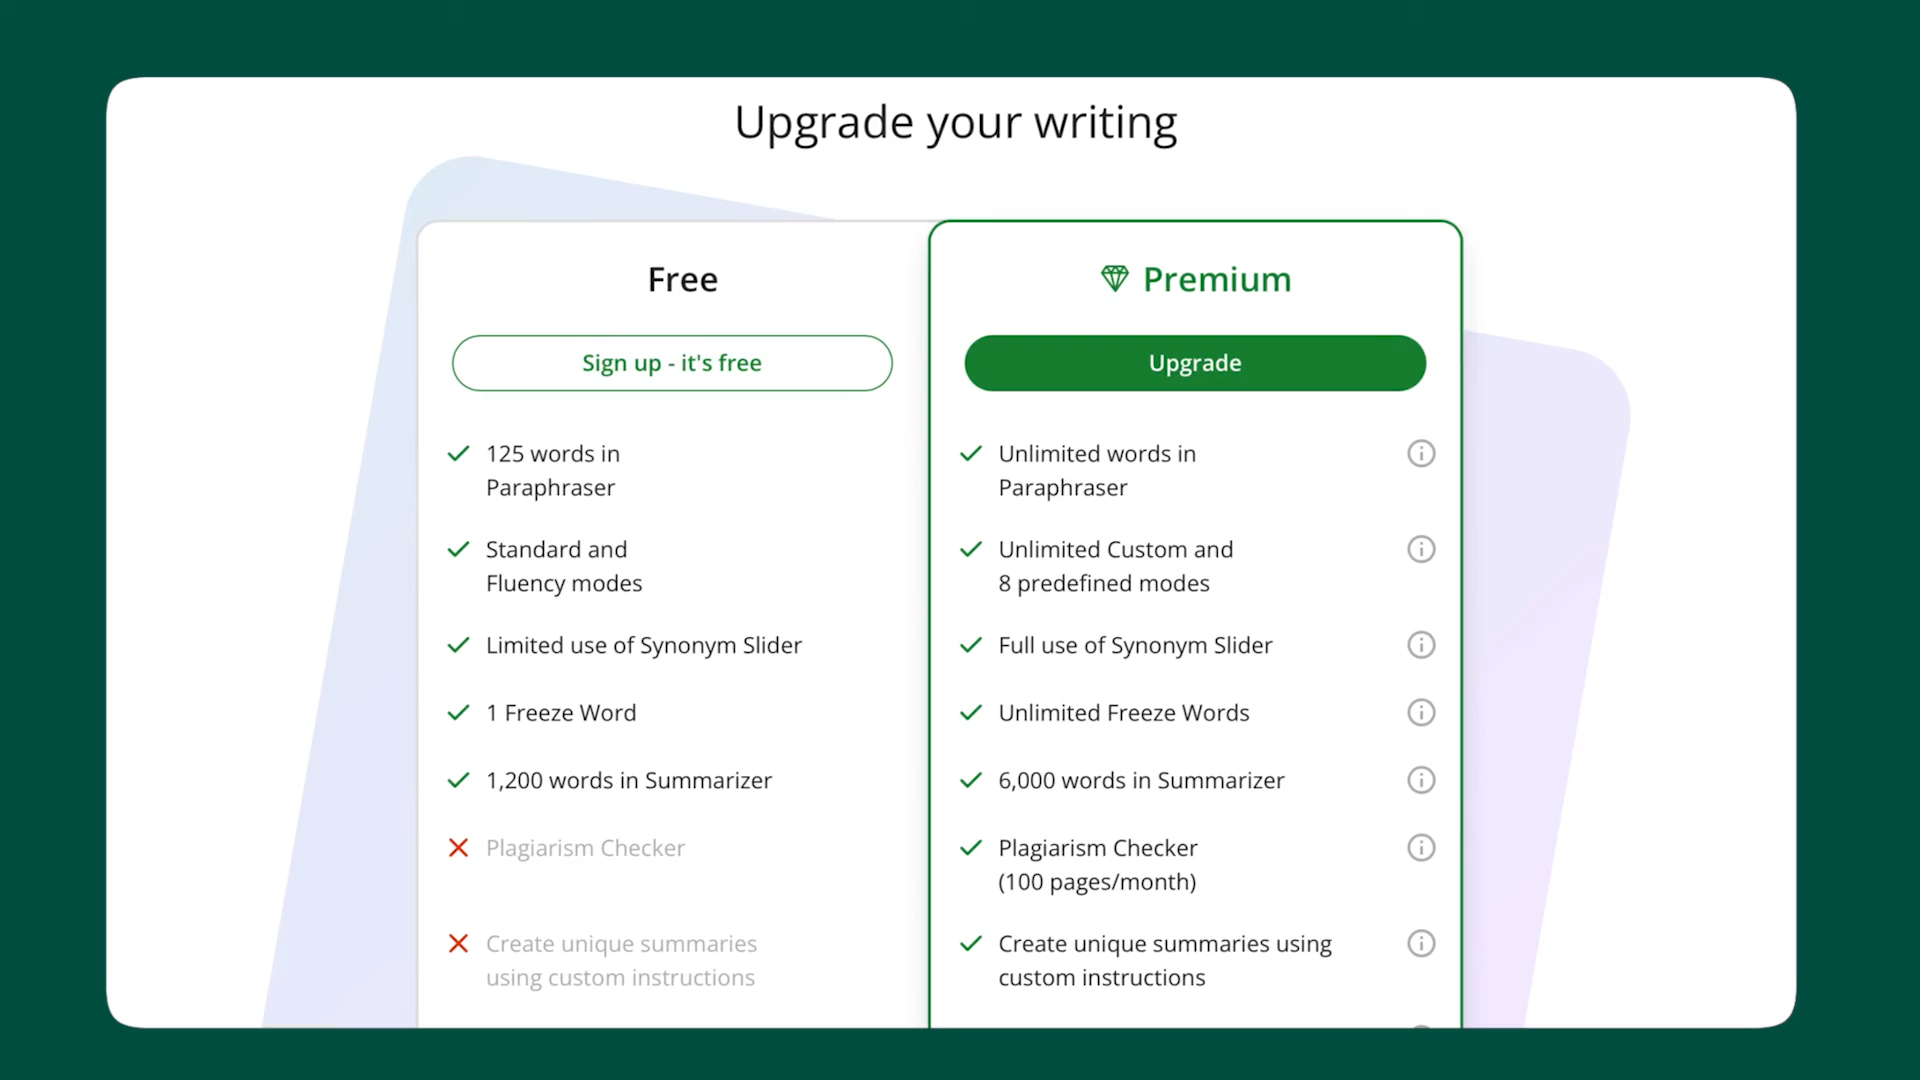 Upgrade your writing
Free
Sign up - it's free
125 words in
Paraphraser
Standard and
Fluency modes
Limited use of Synonym Slider
1 Freeze Word
1,200 words in Summarizer
Plagiarism Checker
Create unique summaries
using custom instructions
Premium
Upgrade
Unlimited words in
Paraphraser
Unlimited Custom and
8 predefined modes
Full use of Synonym Slider
Unlimited Freeze Words
6,000 words in Summarizer
Plagiarism Checker
(100 pages/month)
Create unique summaries using
custom instructions